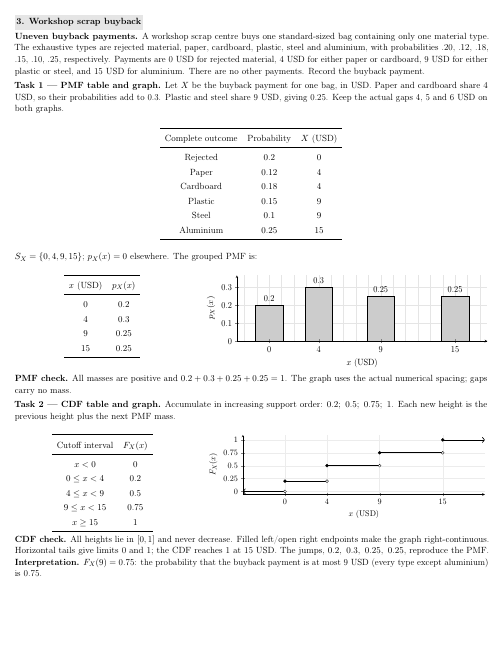 3. Workshop scrap buyback
Uneven buyback payments. A workshop scrap centre buys one standard-sized bag containing only one material type.
The exhaustive types are rejected material, paper, cardboard, plastic, steel and aluminium, with probabilities .20, .12, .18,
.15, .10, .25, respectively. Payments are 0 USD for rejected material, 4 USD for either paper or cardboard, 9 USD for either
plastic or steel, and 15 USD for aluminium. There are no other payments. Record the buyback payment.
Task 1 — PMF table and graph. Let X be the buyback payment for one bag, in USD. Paper and cardboard share 4
USD, so their probabilities add to 0.3. Plastic and steel share 9 USD, giving 0.25. Keep the actual gaps 4, 5 and 6 USD on
both graphs.
Complete outcome Probability X (USD)
Rejected 0.2 0
Paper 0.12 4
Cardboard 0.18 4
Plastic 0.15 9
Steel 0.1 9
Aluminium 0.25 15
S_X = {0, 4, 9, 15}; p_X(x) = 0 elsewhere. The grouped PMF is:
x (USD) p_X(x)
0 0.2
4 0.3
9 0.25
15 0.25
p_X(x)
0.3
0.2
0.1
0
0.2
0.3
0.25
0.25
0 4 9 15
x (USD)
PMF check. All masses are positive and 0.2 + 0.3 + 0.25 + 0.25 = 1. The graph uses the actual numerical spacing; gaps
carry no mass.
Task 2 — CDF table and graph. Accumulate in increasing support order: 0.2; 0.5; 0.75; 1. Each new height is the
previous height plus the next PMF mass.
Cutoff interval F_X(x)
x < 0 0
0 ≤ x < 4 0.2
4 ≤ x < 9 0.5
9 ≤ x < 15 0.75
x ≥ 15 1
F_X(x)
1
0.75
0.5
0.25
0
0 4 9 15
x (USD)
CDF check. All heights lie in [0, 1] and never decrease. Filled left/open right endpoints make the graph right-continuous.
Horizontal tails give limits 0 and 1; the CDF reaches 1 at 15 USD. The jumps, 0.2, 0.3, 0.25, 0.25, reproduce the PMF.
Interpretation. F_X(9) = 0.75: the probability that the buyback payment is at most 9 USD (every type except aluminium)
is 0.75.